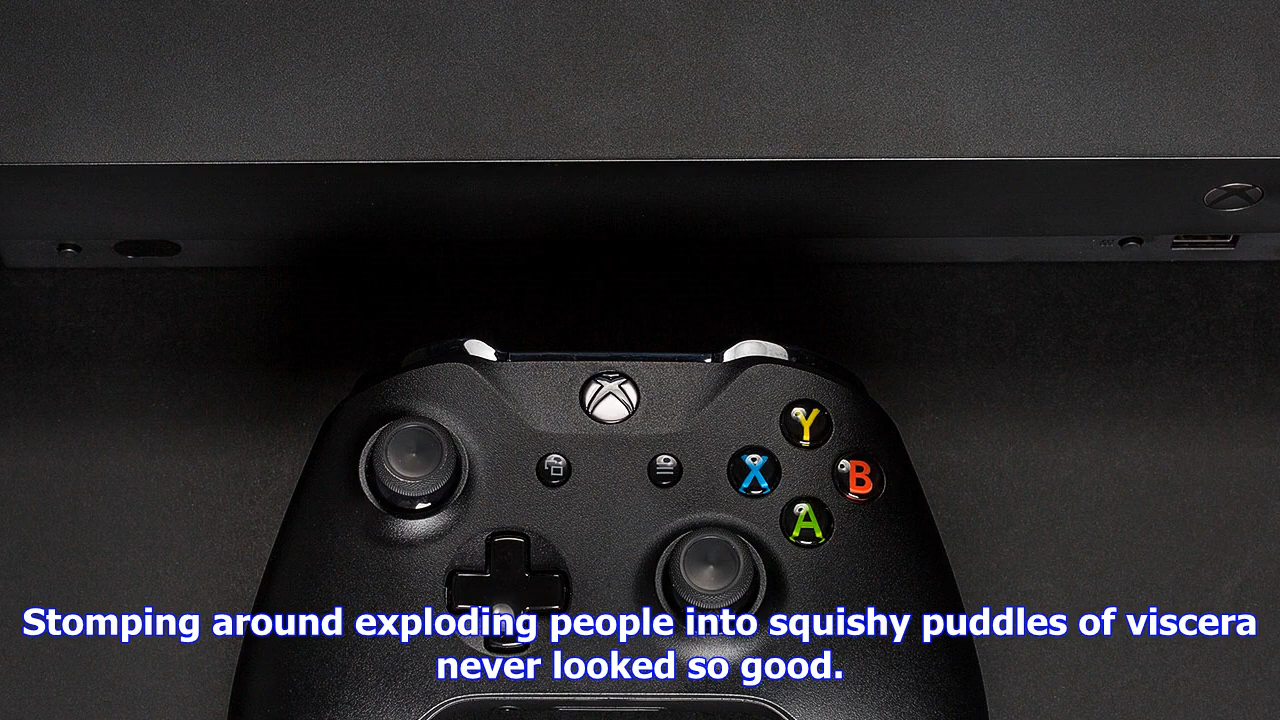 Y
X
B
A
Stomping around exploding people into squishy puddles of viscera
never looked so good.